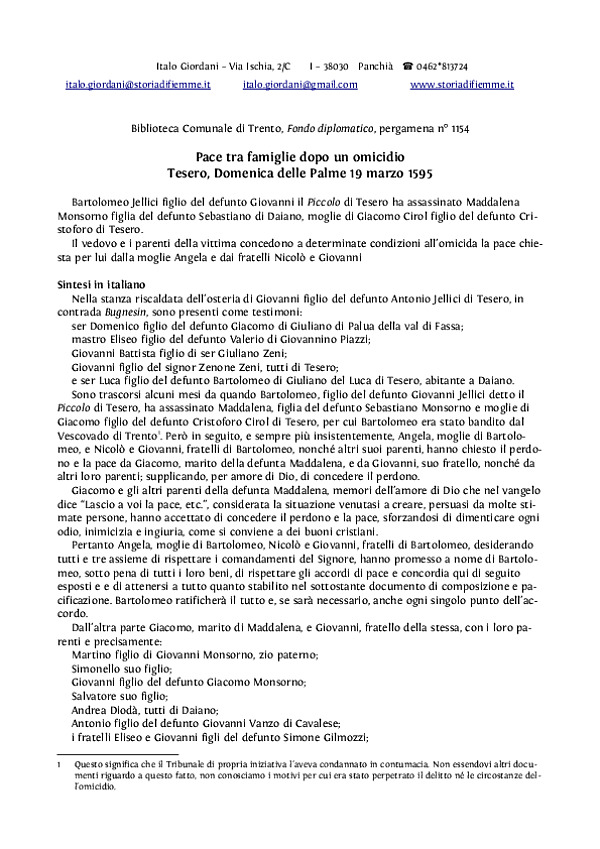 Italo Giordani – Via Ischia, 2/C I – 38030 Panchià ☎ 0462*813724
italo.giordani@storiadifiemme.it italo.giordani@gmail.com www.storiadifiemme.it
Biblioteca Comunale di Trento, Fondo diplomatico, pergamena n° 1154
Pace tra famiglie dopo un omicidio
Tesero, Domenica delle Palme 19 marzo 1595
Bartolomeo Jellici figlio del defunto Giovanni il Piccolo di Tesero ha assassinato Maddalena
Monsorno figlia del defunto Sebastiano di Daiano, moglie di Giacomo Cirol figlio del defunto Cri-
stoforo di Tesero.
Il vedovo e i parenti della vittima concedono a determinate condizioni all'omicida la pace chie-
sta per lui dalla moglie Angela e dai fratelli Nicolò e Giovanni
Sintesi in italiano
Nella stanza riscaldata dell'osteria di Giovanni figlio del defunto Antonio Jellici di Tesero, in
contrada Bugnesin, sono presenti come testimoni:
ser Domenico figlio del defunto Giacomo di Giuliano di Palua della val di Fassa;
mastro Eliseo figlio del defunto Valerio di Giovannino Piazzi;
Giovanni Battista figlio di ser Giuliano Zeni;
Giovanni figlio del signor Zenone Zeni, tutti di Tesero;
e ser Luca figlio del defunto Bartolomeo di Giuliano del Luca di Tesero, abitante a Daiano.
Sono trascorsi alcuni mesi da quando Bartolomeo, figlio del defunto Giovanni Jellici detto il
Piccolo di Tesero, ha assassinato Maddalena, figlia del defunto Sebastiano Monsorno e moglie di
Giacomo figlio del defunto Cristoforo Cirol di Tesero, per cui Bartolomeo era stato bandito dal
Vescovado di Trento1. Però in seguito, e sempre più insistentemente, Angela, moglie di Bartolo-
meo, e Nicolò e Giovanni, fratelli di Bartolomeo, nonché altri suoi parenti, hanno chiesto il perdo-
no e la pace da Giacomo, marito della defunta Maddalena, e da Giovanni, suo fratello, nonché da
altri loro parenti; supplicando, per amore di Dio, di concedere il perdono.
Giacomo e gli altri parenti della defunta Maddalena, memori dell'amore di Dio che nel vangelo
dice “Lascio a voi la pace, etc.”, considerata la situazione venutasi a creare, persuasi da molte sti-
mate persone, hanno accettato di concedere il perdono e la pace, sforzandosi di dimenticare ogni
odio, inimicizia e ingiuria, come si conviene a dei buoni cristiani.
Pertanto Angela, moglie di Bartolomeo, Nicolò e Giovanni, fratelli di Bartolomeo, desiderando
tutti e tre assieme di rispettare i comandamenti del Signore, hanno promesso a nome di Bartolo-
meo, sotto pena di tutti i loro beni, di rispettare gli accordi di pace e concordia qui di seguito
esposti e e di attenersi a tutto quanto stabilito nel sottostante documento di composizione e pa-
cificazione. Bartolomeo ratificherà il tutto e, se sarà necessario, anche ogni singolo punto dell'ac-
cordo.
Dall'altra parte Giacomo, marito di Maddalena, e Giovanni, fratello della stessa, con i loro pa-
renti e precisamente:
Martino figlio di Giovanni Monsorno, zio paterno;
Simonello suo figlio;
Giovanni figlio del defunto Giacomo Monsorno;
Salvatore suo figlio;
Andrea Diodà, tutti di Daiano;
Antonio figlio del defunto Giovanni Vanzo di Cavalese;
i fratelli Eliseo e Giovanni figli del defunto Simone Gilmozzi;
1 Questo significa che il Tribunale di propria iniziativa l'aveva condannato in contumacia. Non essendovi altri docu-
menti riguardo a questo fatto, non conosciamo i motivi per cui era stato perpetrato il delitto né le circostanze del-
l'omicidio.